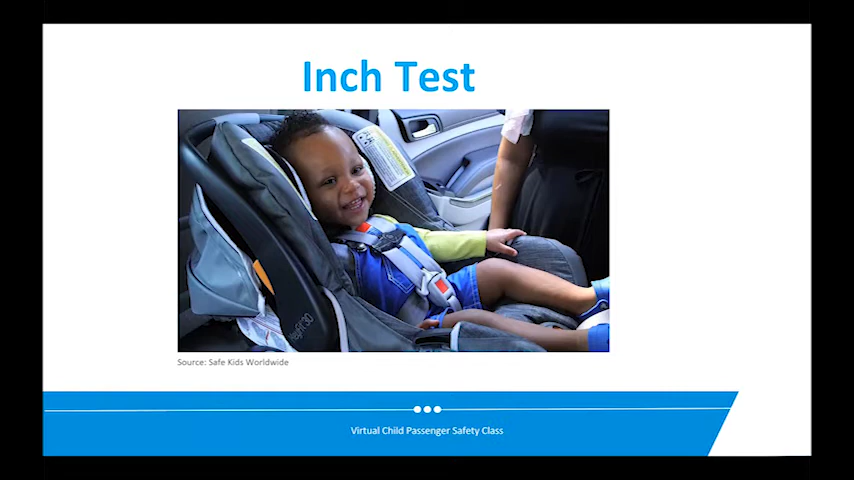 Inch Test
Source: Safe Kids Worldwide
Virtual Child Passenger Safety Class